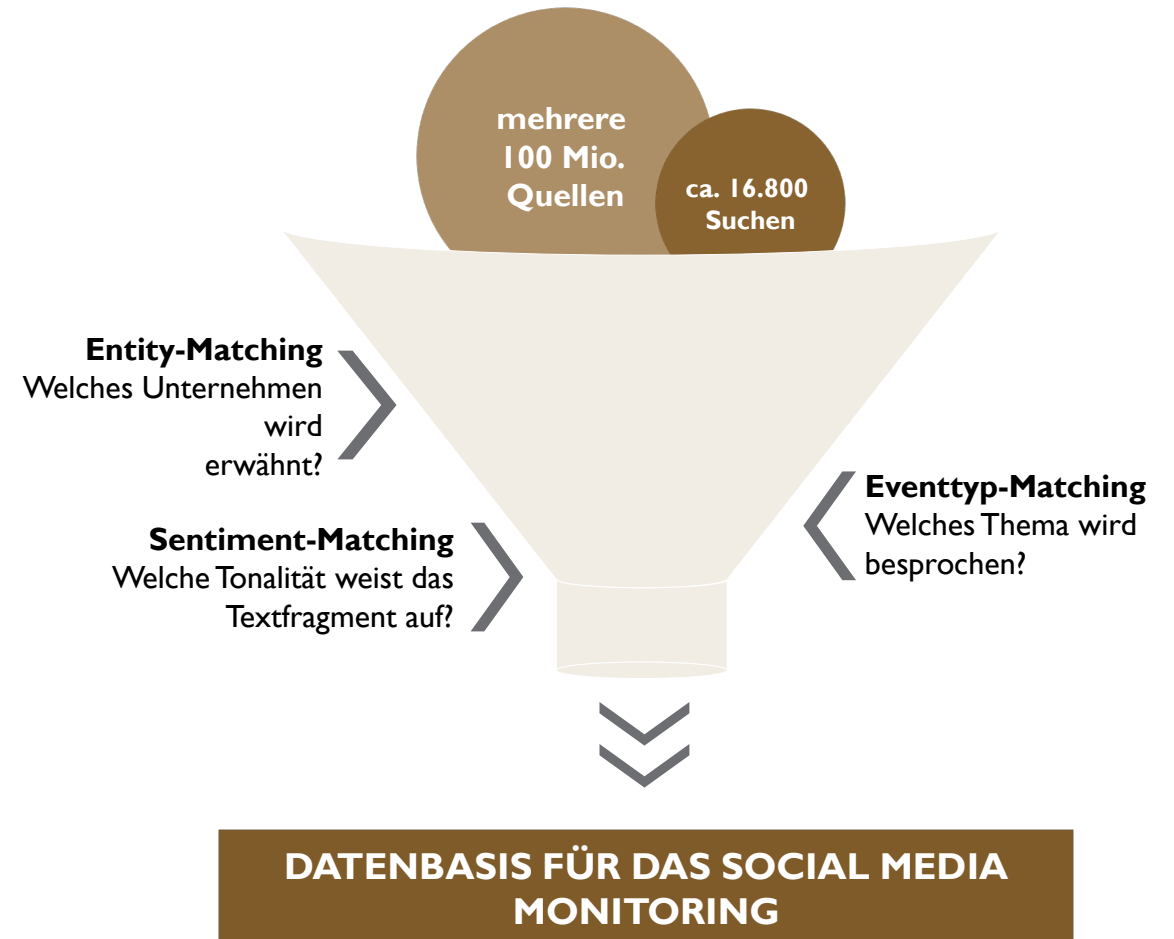 mehrere
100 Mio.
Quellen
ca. 16.800
Suchen
Entity-Matching
Welches Unternehmen
wird
erwähnt?
Eventtyp-Matching
Welches Thema wird
besprochen?
Sentiment-Matching
Welche Tonalität weist das
Textfragment auf?
DATENBASIS FÜR DAS SOCIAL MEDIA
MONITORING